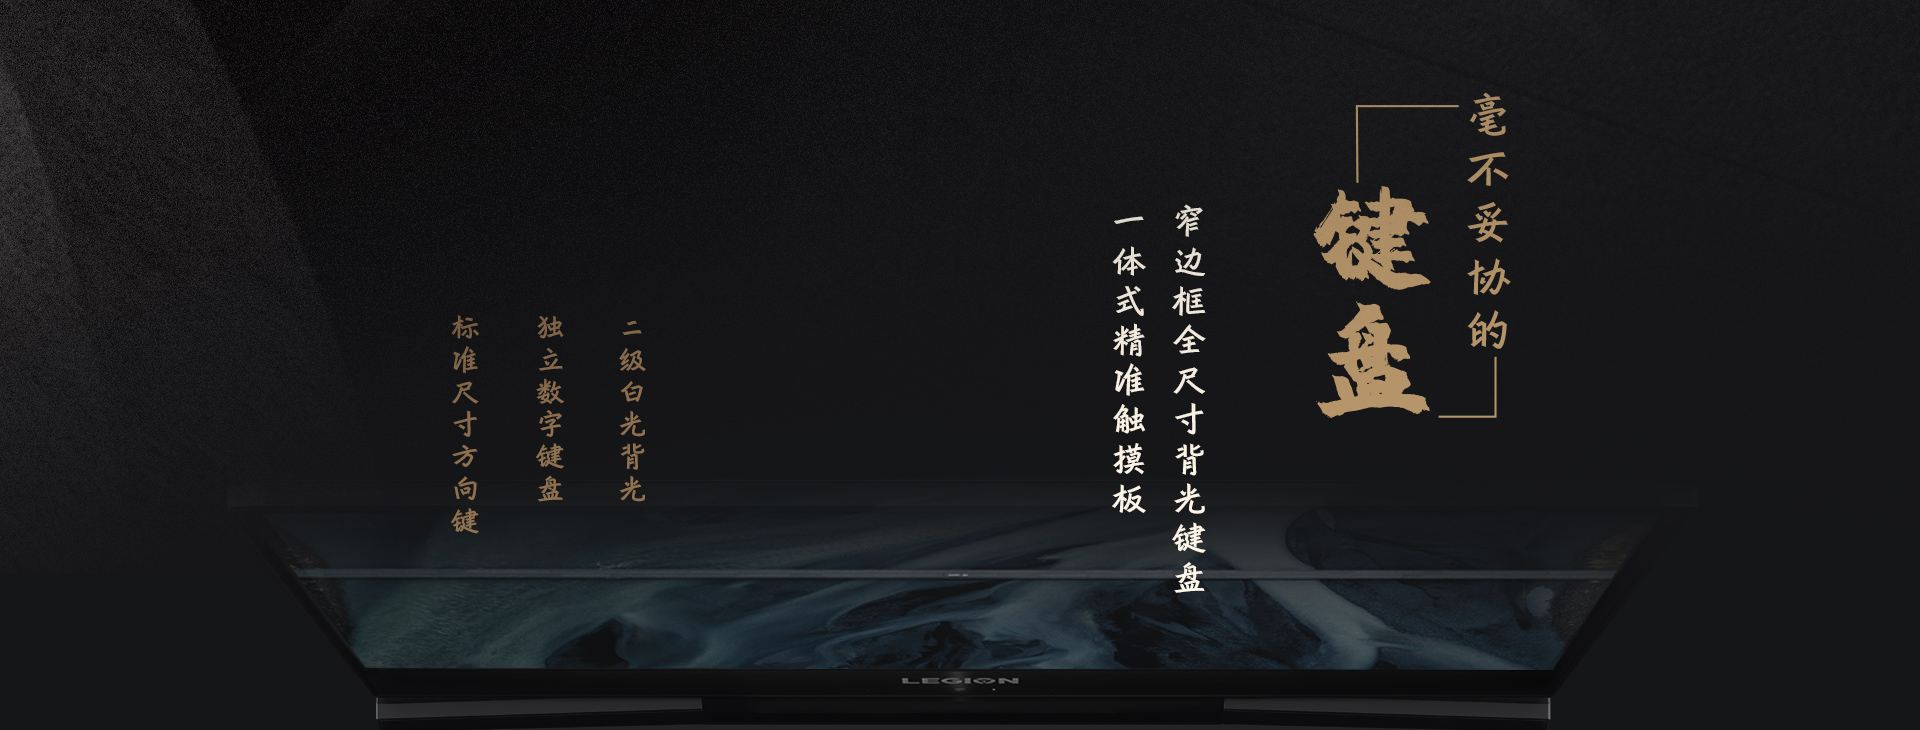 毫不妥协的
键盘
窄边框全尺寸背光键盘
一体式精准触摸板
二级白光背光
独立数字键盘
标准尺寸方向键
LEGION